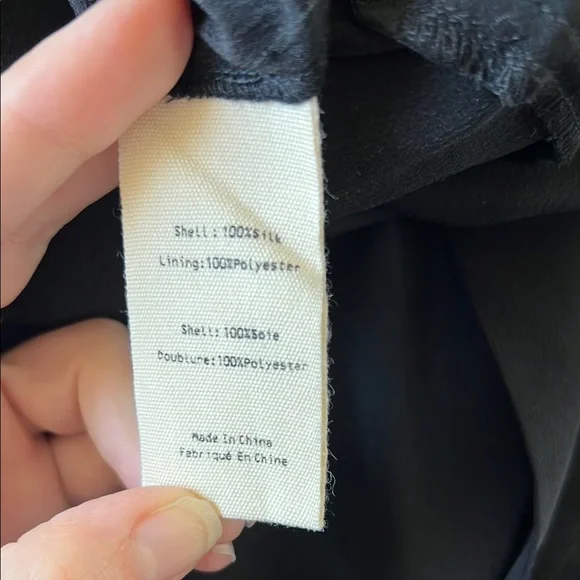 Shell: 100%Silk
Lining:100%Polyester
Shell:100%Soie
Doublure:100%Polyester
Made In China
Fabriqué En Chine